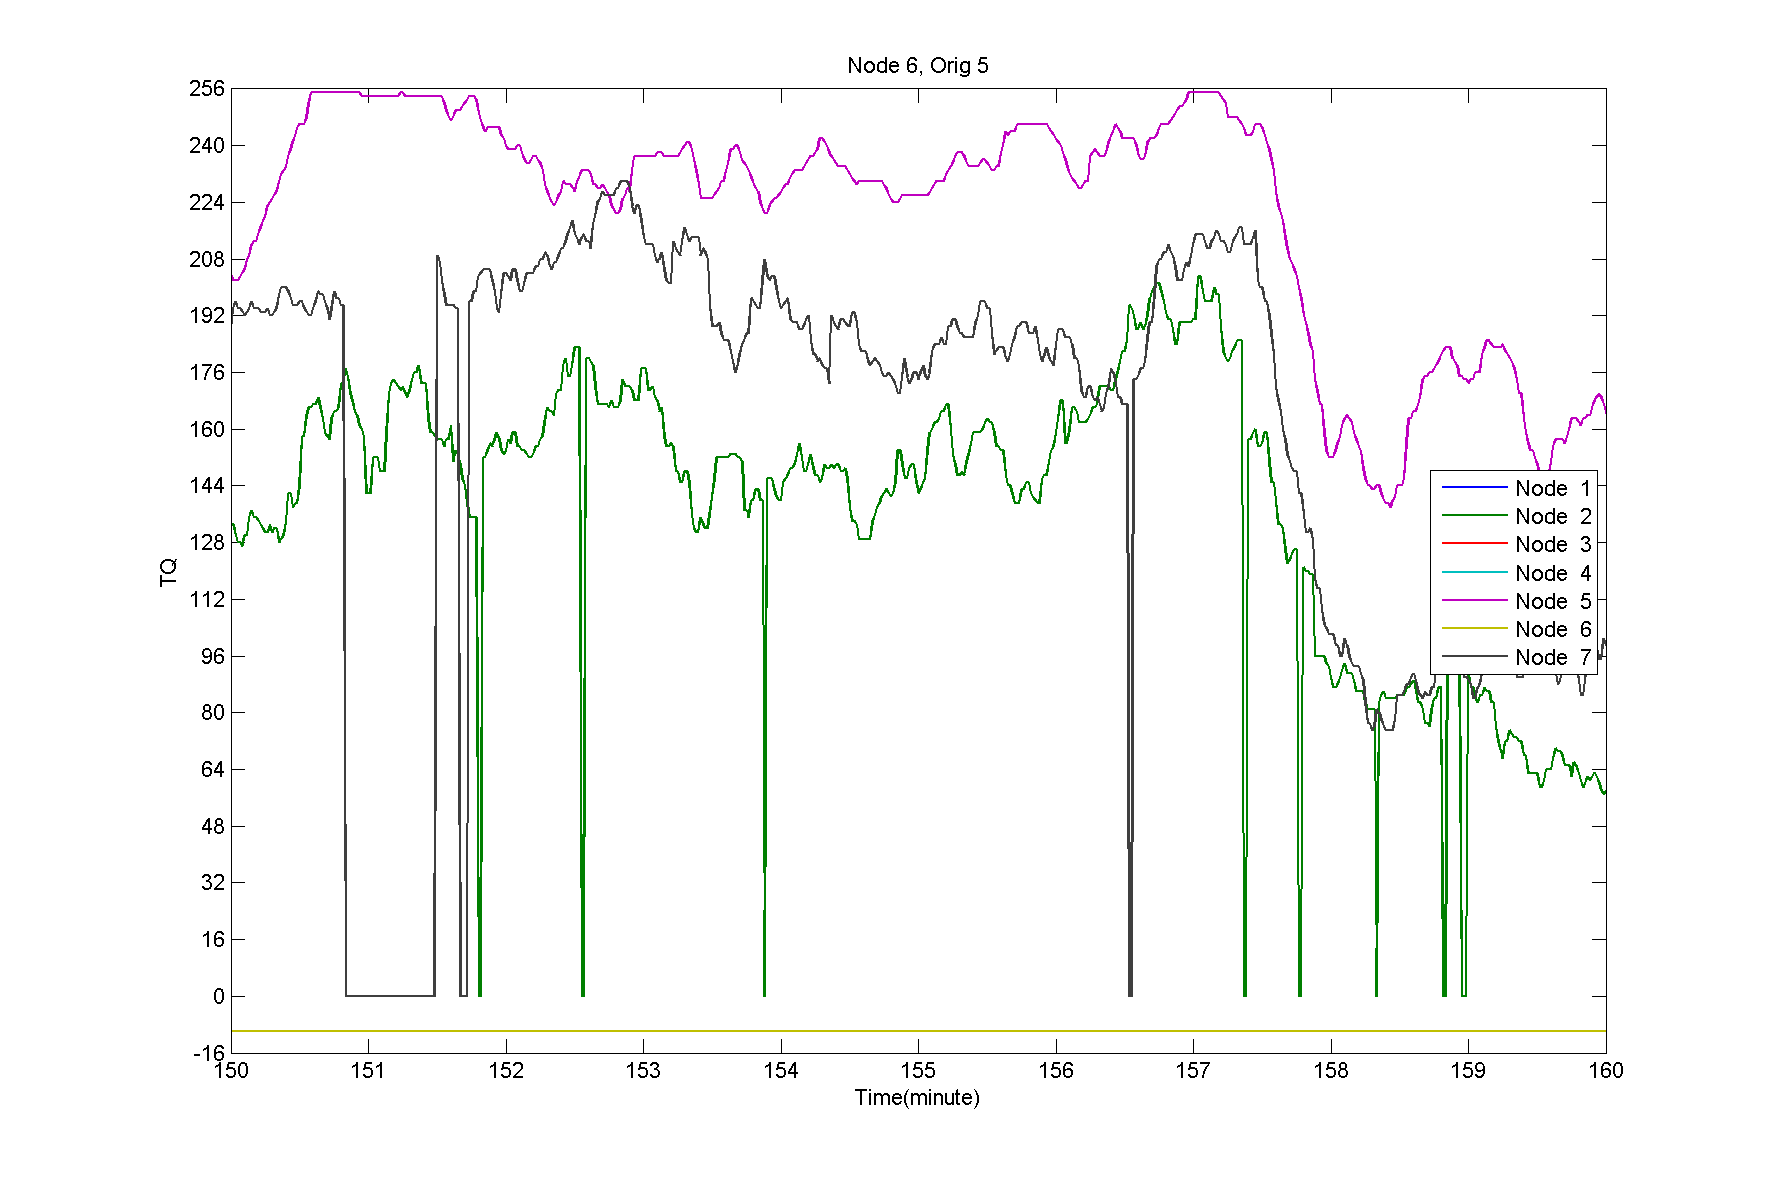 Node 6, Orig 5
256
240
224
208
192
176
160
144
128
112
96
80
64
48
32
16
0
-16
TQ
150 151 152 153 154 155 156 157 158 159 160
Time(minute)
Node 1
Node 2
Node 3
Node 4
Node 5
Node 6
Node 7